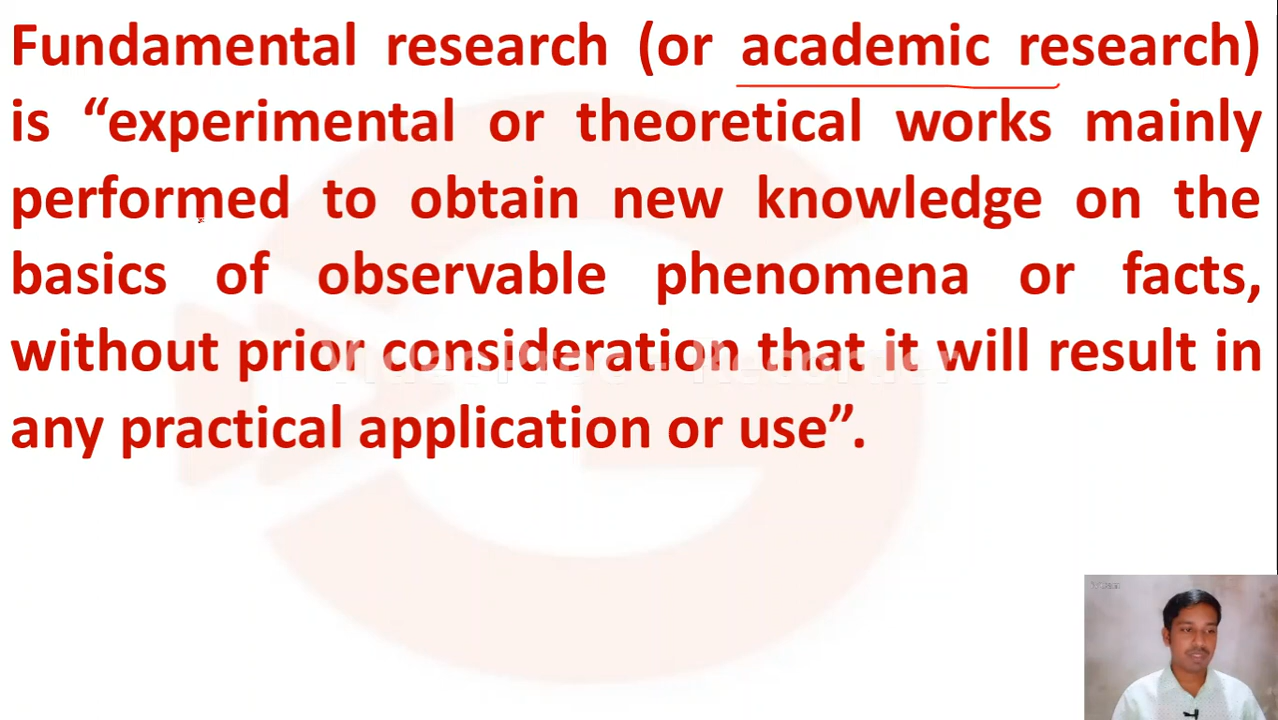 Fundamental research (or academic research)
is “experimental or theoretical works mainly
performed to obtain new knowledge on the
basics of observable phenomena or facts,
without prior consideration that it will result in
any practical application or use”.